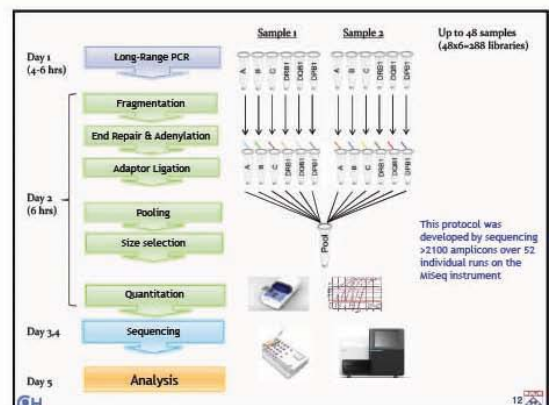 Sample 1
Sample 2
Up to 48 samples
(48x6=288 libraries)
Day 1
(4-6 hrs)
Long-Range PCR
A
B
C
DRB1
DQB1
DPB1
A
B
C
DRB1
DQB1
DPB1
Fragmentation
End Repair & Adenylation
Adaptor Ligation
A
B
C
DRB1
DQB1
DPB1
A
B
C
DRB1
DQB1
DPB1
Day 2
(6 hrs)
Pooling
Size selection
Pool
This protocol was
developed by sequencing
>2100 amplicons over 52
individual runs on the
MiSeq instrument
Quantitation
Day 3,4
Sequencing
Day 5
Analysis
12